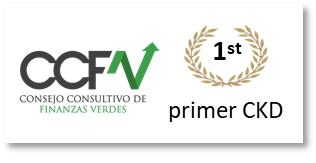 CCFV
CONSEJO CONSULTIVO DE
FINANZAS VERDES
1st
primer CKD